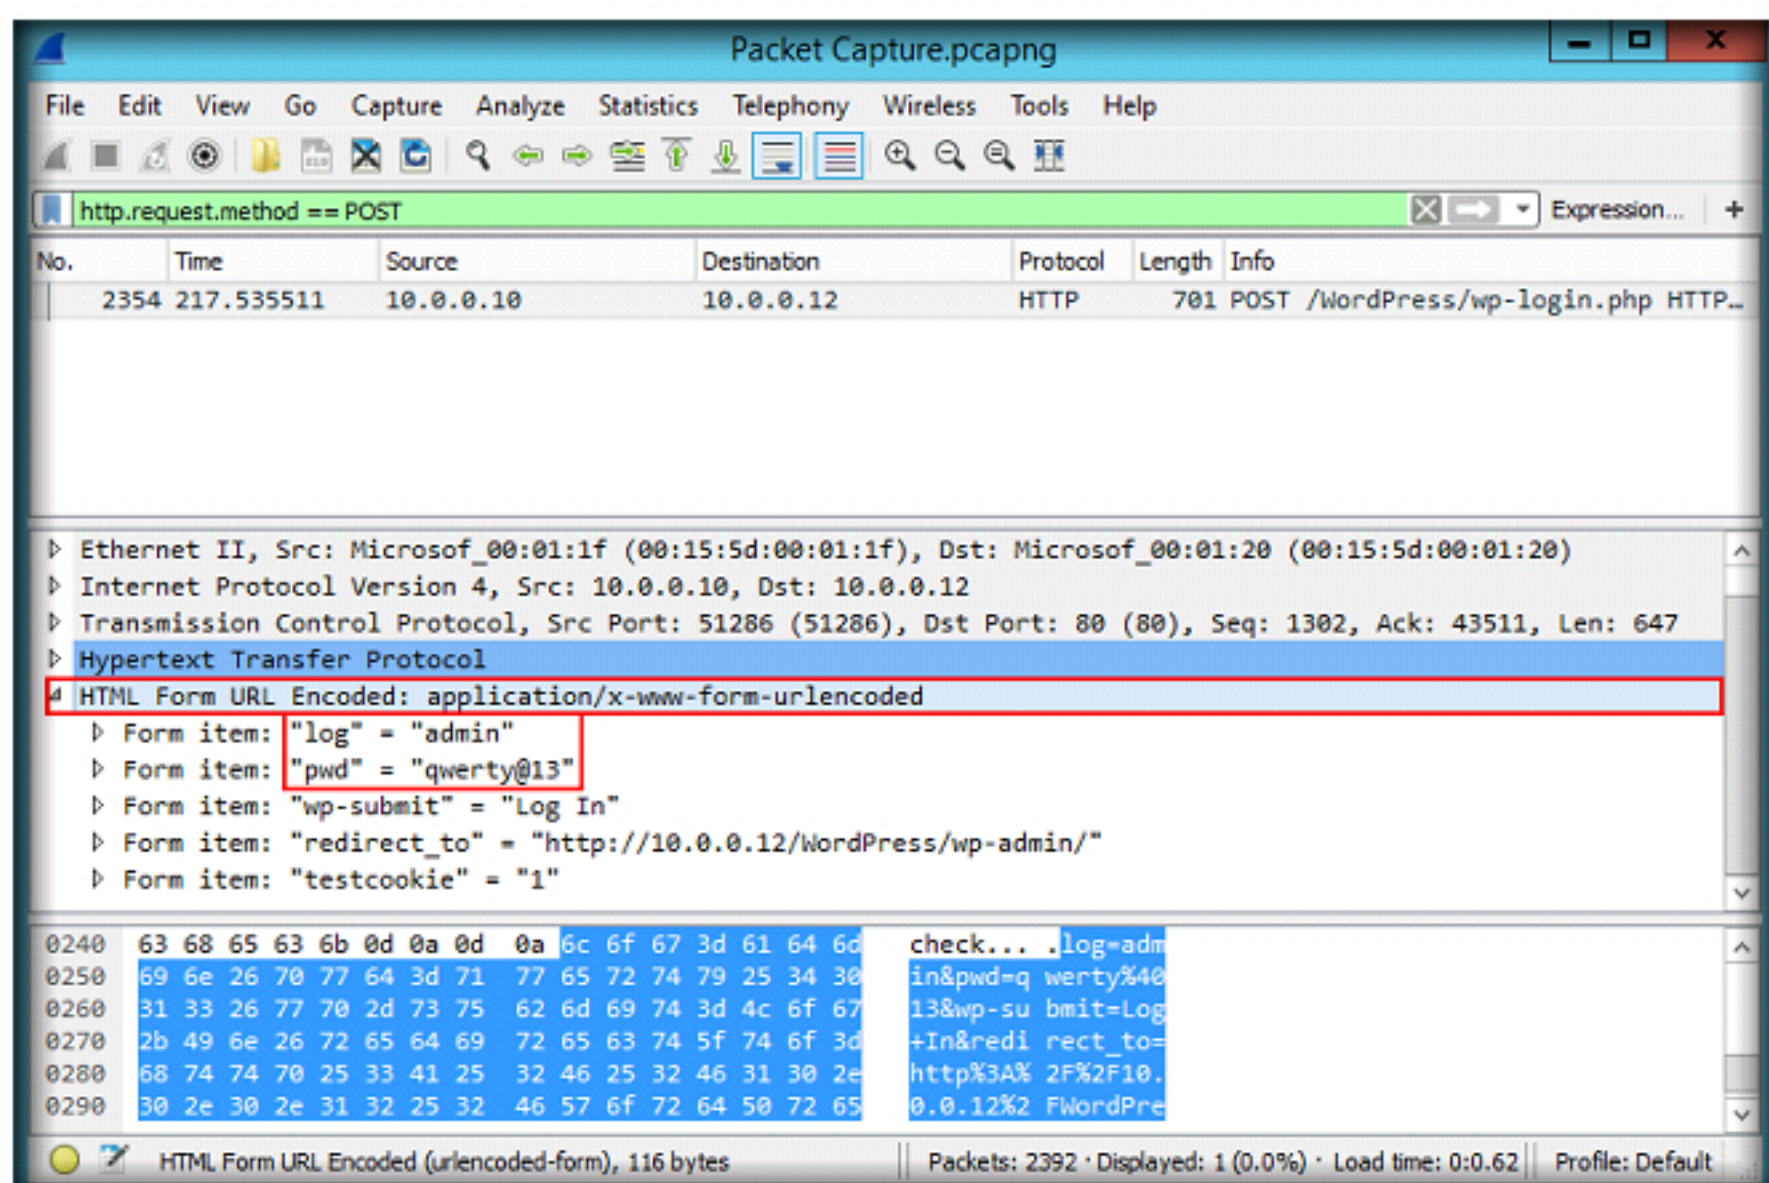 Packet Capture.pcapng
File Edit View Go Capture Analyze Statistics Telephony Wireless Tools Help
http.request.method == POST Expression... +
No. Time Source Destination Protocol Length Info
2354 217.535511 10.0.0.10 10.0.0.12 HTTP 701 POST /WordPress/wp-login.php HTTP…
Ethernet II, Src: Microsof_00:01:1f (00:15:5d:00:01:1f), Dst: Microsof_00:01:20 (00:15:5d:00:01:20)
Internet Protocol Version 4, Src: 10.0.0.10, Dst: 10.0.0.12
Transmission Control Protocol, Src Port: 51286 (51286), Dst Port: 80 (80), Seq: 1302, Ack: 43511, Len: 647
Hypertext Transfer Protocol
HTML Form URL Encoded: application/x-www-form-urlencoded
Form item: "log" = "admin"
Form item: "pwd" = "qwerty@13"
Form item: "wp-submit" = "Log In"
Form item: "redirect_to" = "http://10.0.0.12/WordPress/wp-admin/"
Form item: "testcookie" = "1"
0240 63 68 65 63 6b 0d 0a 0d 0a 6c 6f 67 3d 61 64 6d check... .log=adm
0250 69 6e 26 70 77 64 3d 71 77 65 72 74 79 25 34 30 in&pwd=q werty%40
0260 31 33 26 77 70 2d 73 75 62 6d 69 74 3d 4c 6f 67 13&wp-su bmit=Log
0270 2b 49 6e 26 72 65 64 69 72 65 63 74 5f 74 6f 3d +In&redi rect_to=
0280 68 74 74 70 25 33 41 25 32 46 25 32 46 31 30 2e http%3A% 2F%2F10.
0290 30 2e 30 2e 31 32 25 32 46 57 6f 72 64 50 72 65 0.0.12%2 FWordPre
HTML Form URL Encoded (urlencoded-form), 116 bytes Packets: 2392 · Displayed: 1 (0.0%) · Load time: 0:0.62 Profile: Default